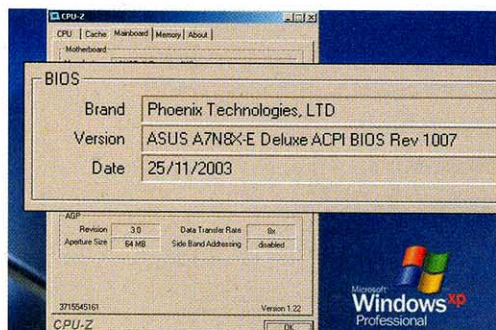 CPU-Z
CPU Cache Mainboard Memory About
Motherboard
BIOS
Brand Phoenix Technologies, LTD
Version ASUS A7N8X-E Deluxe ACPI BIOS Rev 1007
Date 25/11/2003
AGP
Revision 3.0 Data Transfer Rate 8x
Aperture Size 64 MB Side Band Addressing disabled
3715545161 Version 1.22
CPU-Z OK
Microsoft
Windows xp
Professional